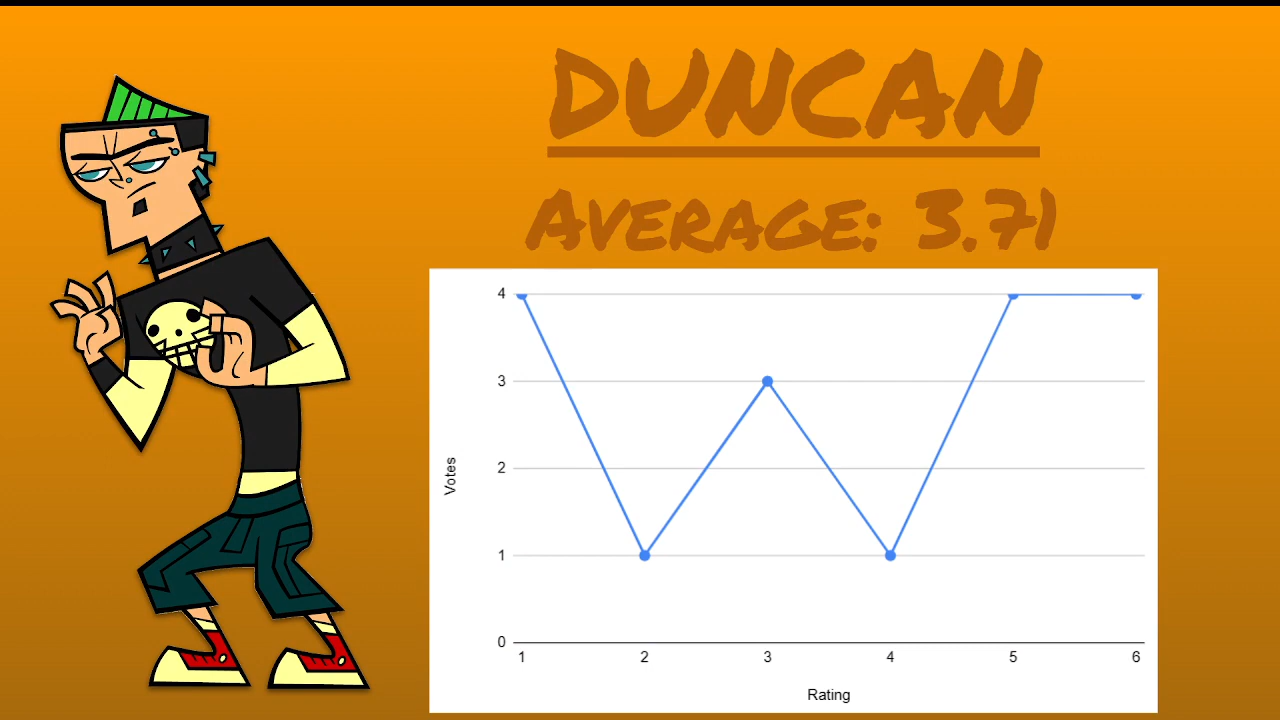 DUNCAN
AVERAGE: 3.71
4
3
2
1
0
Votes
1 2 3 4 5 6
Rating